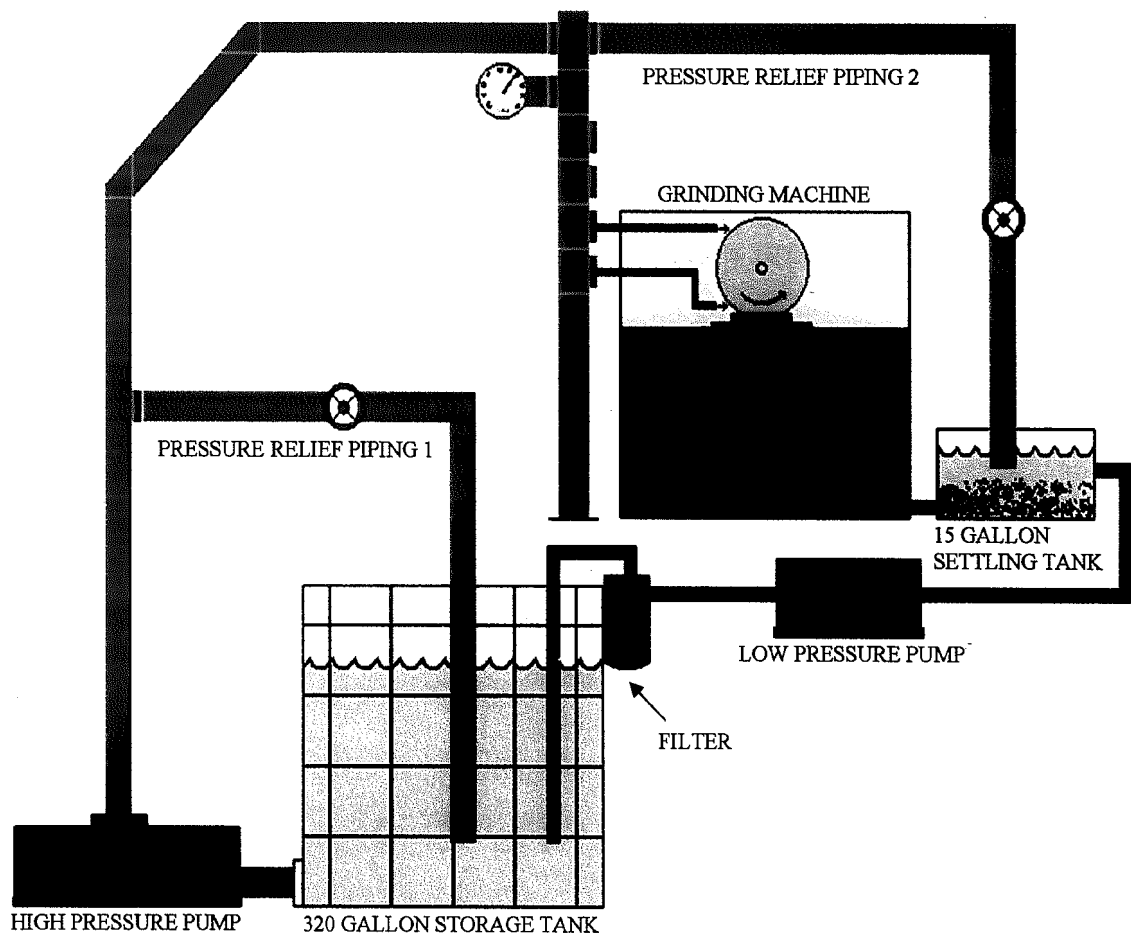 PRESSURE RELIEF PIPING 2
GRINDING MACHINE
PRESSURE RELIEF PIPING 1
15 GALLON
SETTLING TANK
LOW PRESSURE PUMP
FILTER
HIGH PRESSURE PUMP
320 GALLON STORAGE TANK